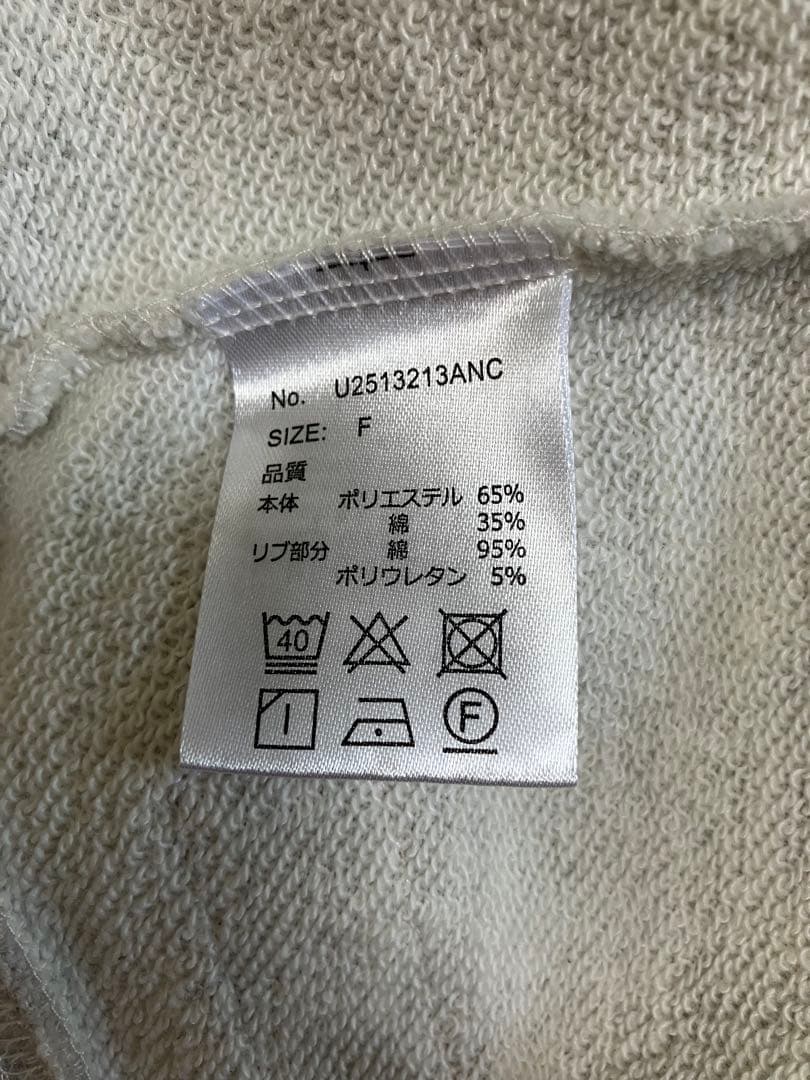 No. U2513213ANC
SIZE: F
品質
本体 ポリエステル 65%
綿 35%
リブ部分 綿 95%
ポリウレタン 5%
40
F